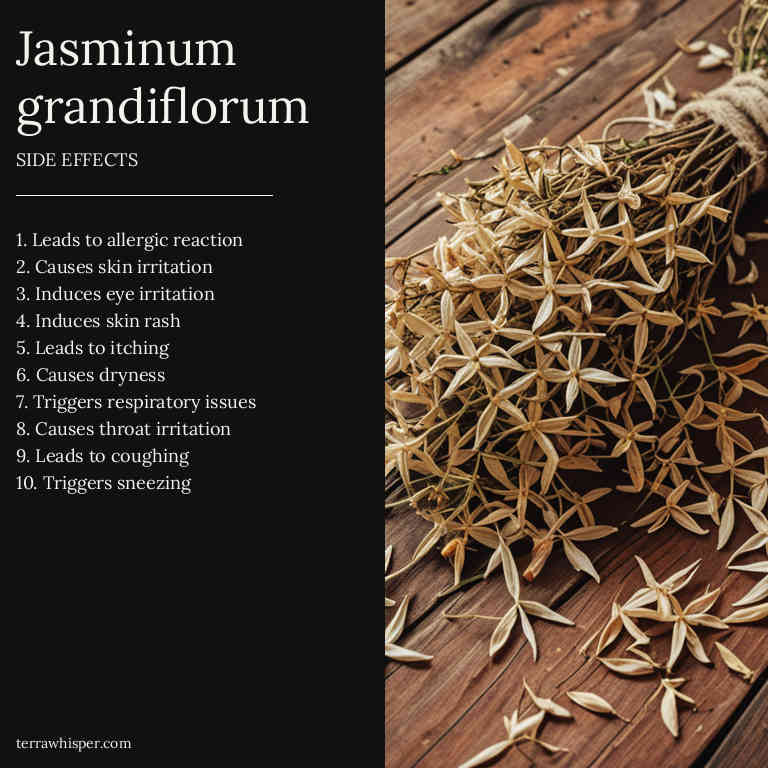 Jasminum
grandiflorum
SIDE EFFECTS
1. Leads to allergic reaction
2. Causes skin irritation
3. Induces eye irritation
4. Induces skin rash
5. Leads to itching
6. Causes dryness
7. Triggers respiratory issues
8. Causes throat irritation
9. Leads to coughing
10. Triggers sneezing
terrawhisper.com